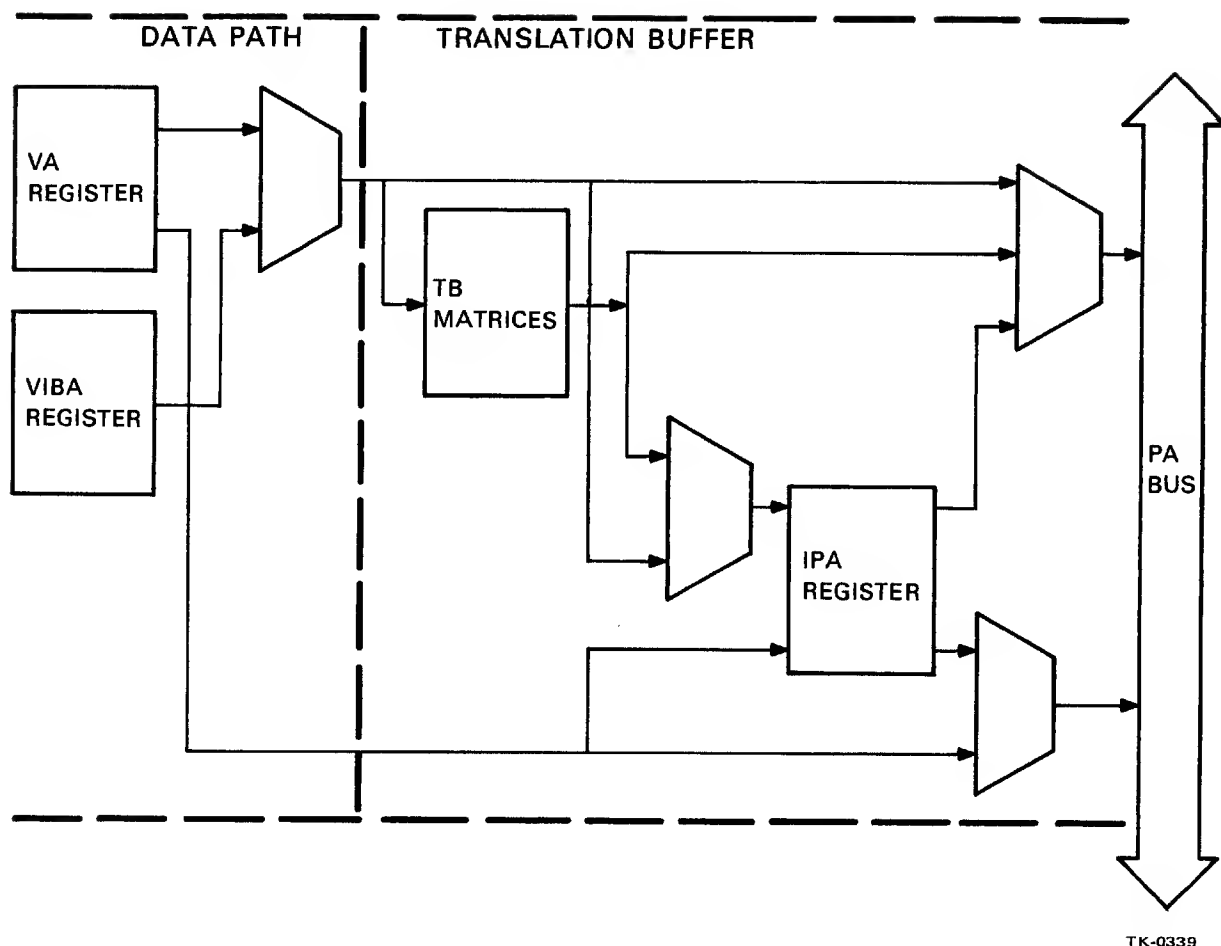 DATA PATH
TRANSLATION BUFFER
VA
REGISTER
TB
MATRICES
VIBA
REGISTER
PA
BUS
IPA
REGISTER
TK-0339